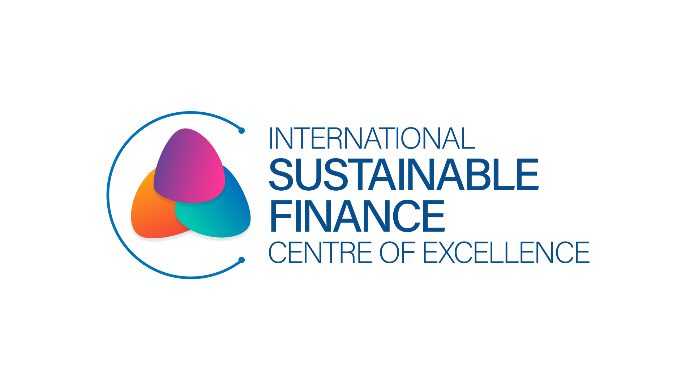 INTERNATIONAL
SUSTAINABLE
FINANCE
CENTRE OF EXCELLENCE